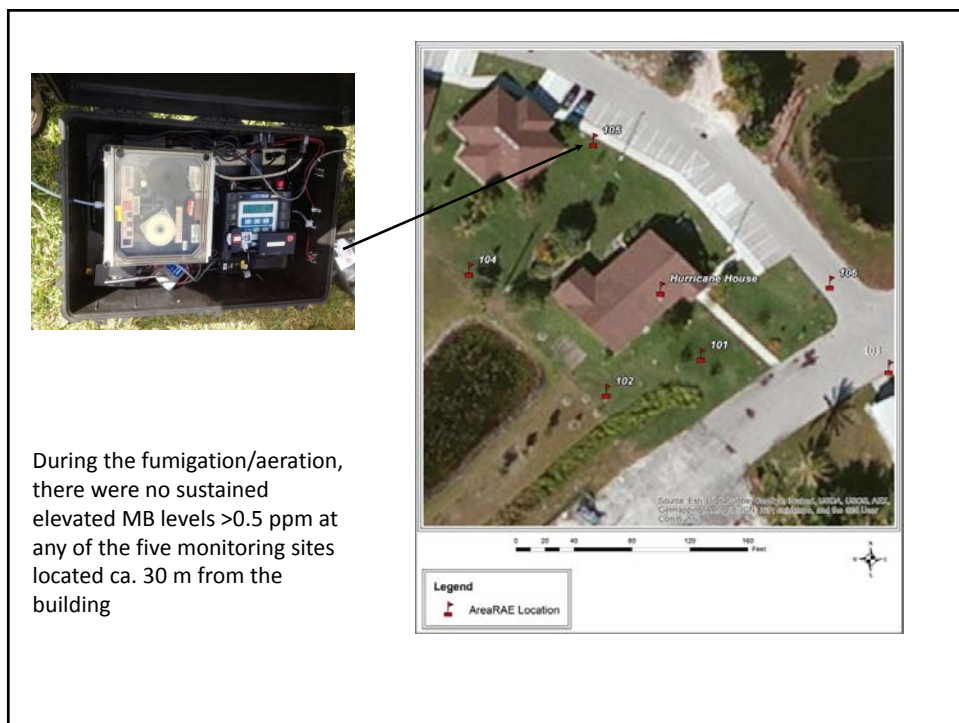 105
104
Hurricane House
106
101
102
During the fumigation/aeration,
there were no sustained
elevated MB levels >0.5 ppm at
any of the five monitoring sites
located ca. 30 m from the
building
Community
0 20 40 80 120 160
Feet
N
S
Legend
AreaRAE Location